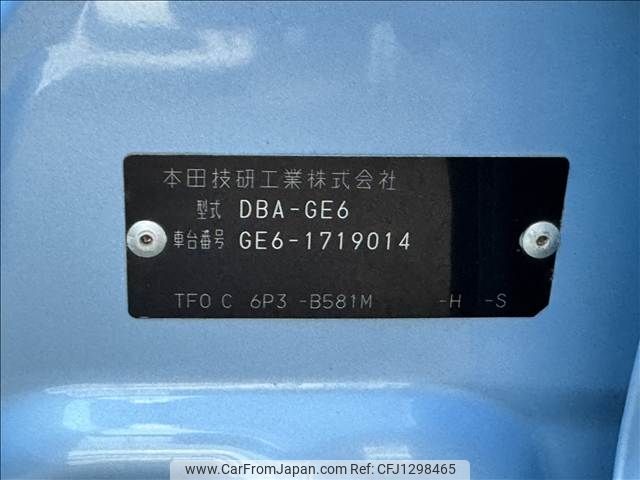 本田技研工業株式会社
型式 DBA-GE6
車台番号 GE6-1719014
TF0 C 6P3 -B581M -H -S
www.CarFromJapan.com | Ref CFJ1298465